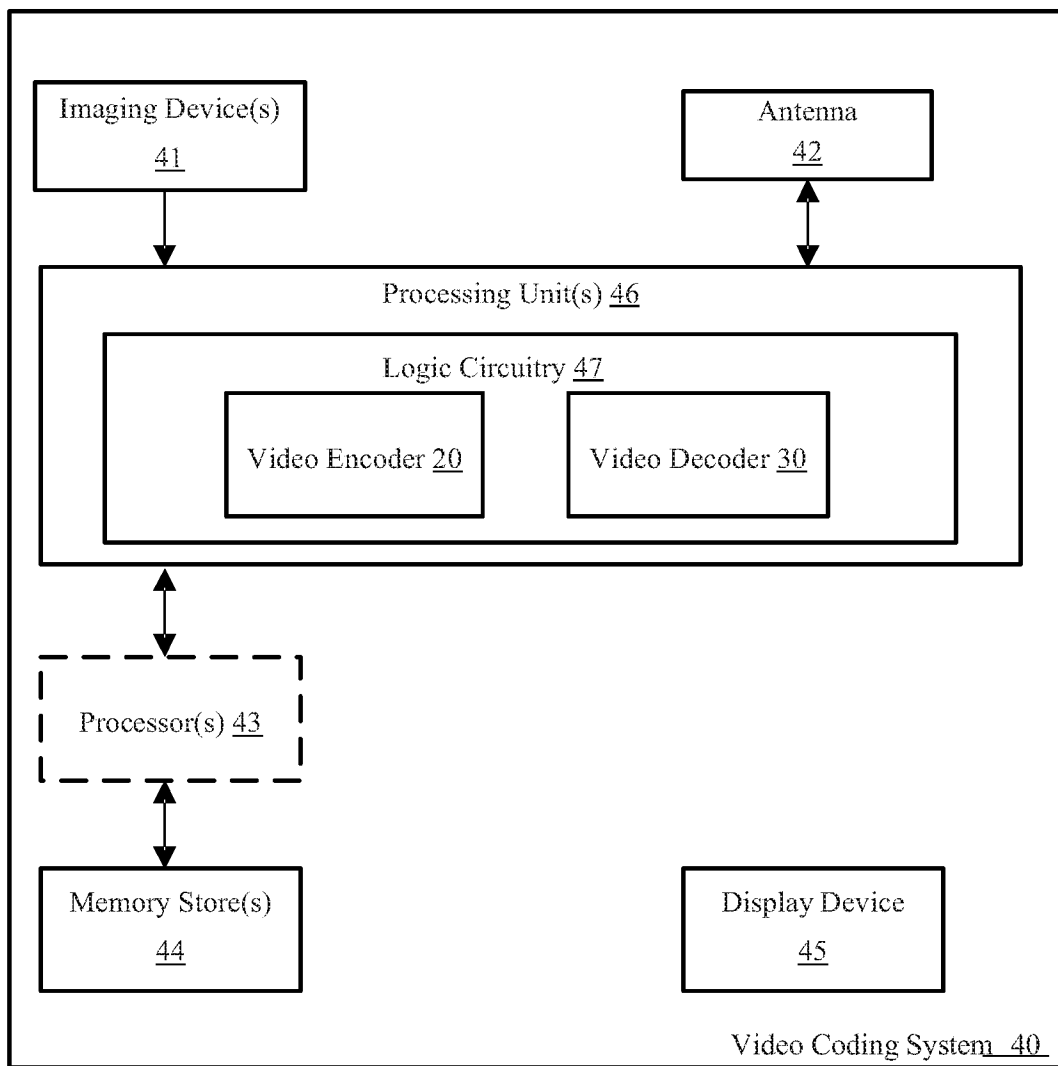 Imaging Device(s)
41
Antenna
42
Processing Unit(s) 46
Logic Circuitry 47
Video Encoder 20
Video Decoder 30
Processor(s) 43
Memory Store(s)
44
Display Device
45
Video Coding System 40